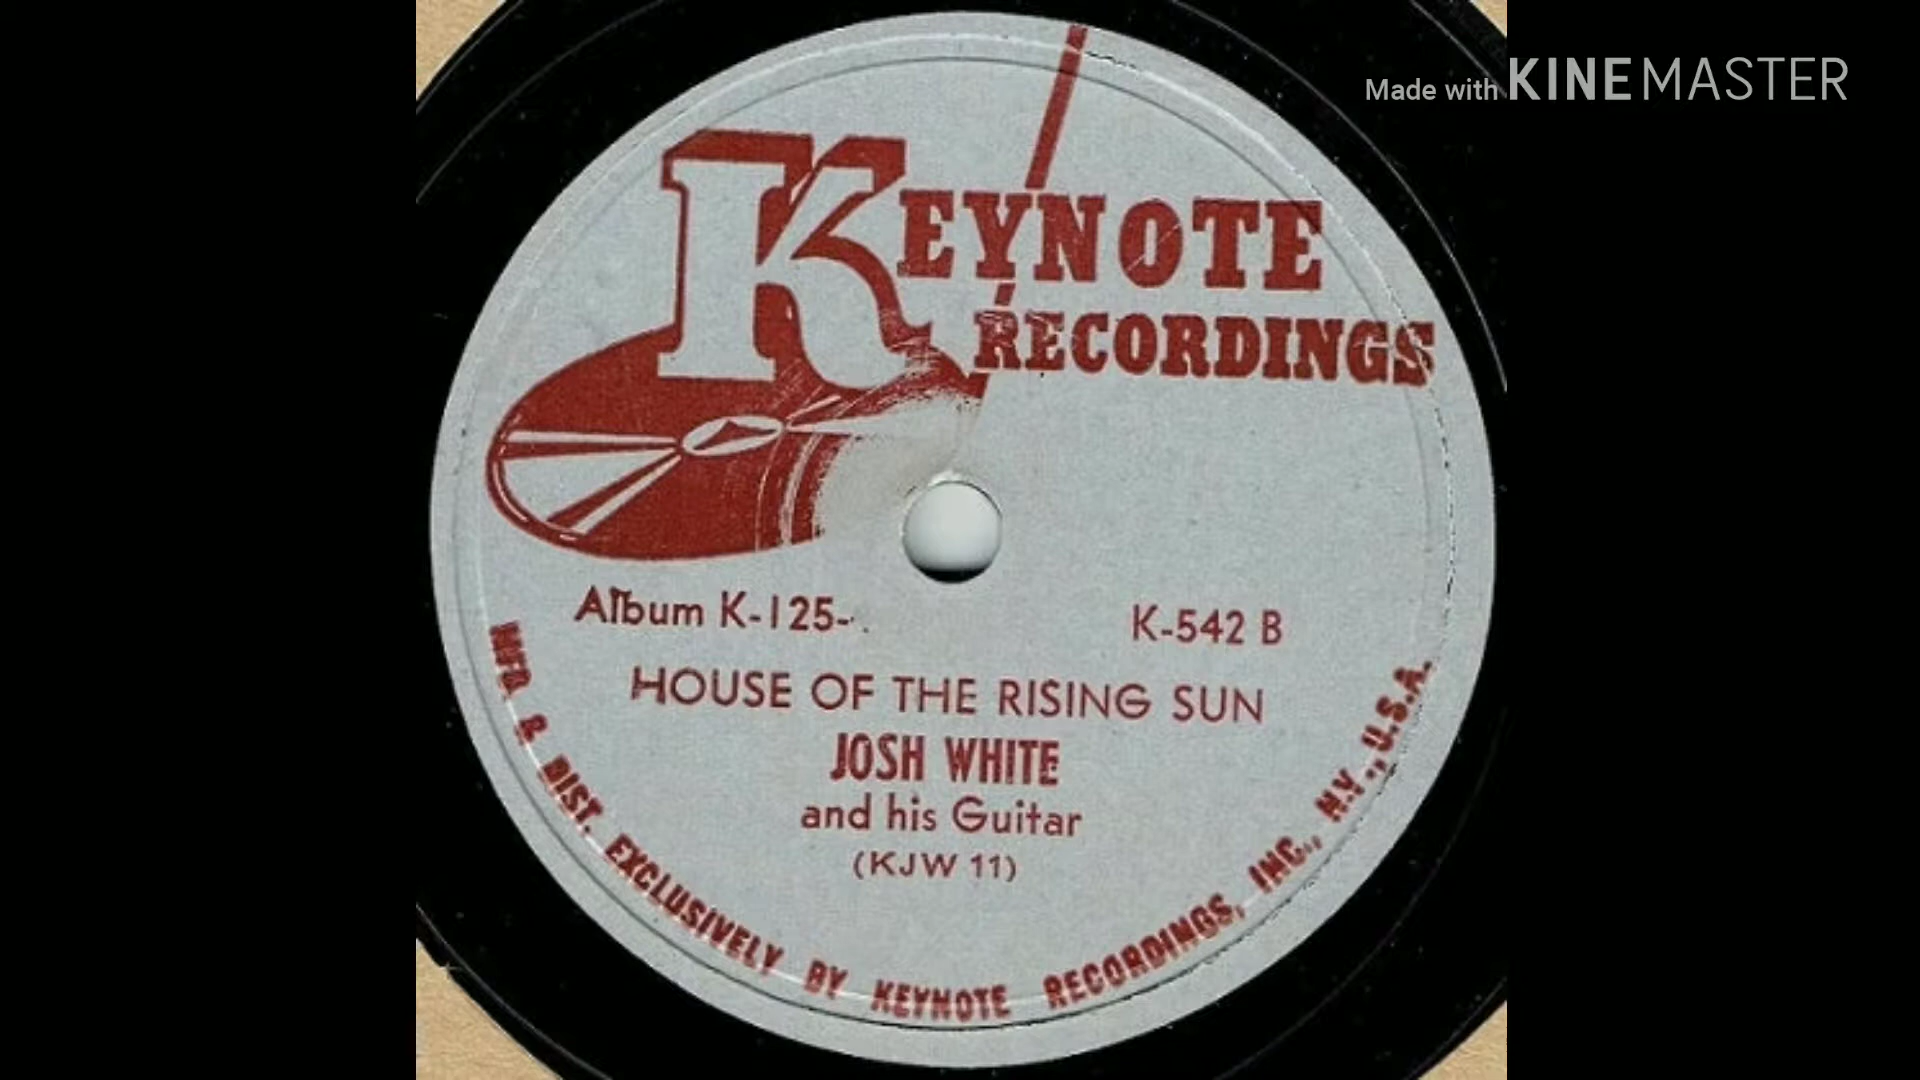 Made with KINEMASTER
KEYNOTE
RECORDINGS
Album K-125-
K-542 B
HOUSE OF THE RISING SUN
JOSH WHITE
and his Guitar
(KJW 11)
MFD. & DIST. EXCLUSIVELY BY KEYNOTE RECORDINGS, INC., N.Y., U.S.A.